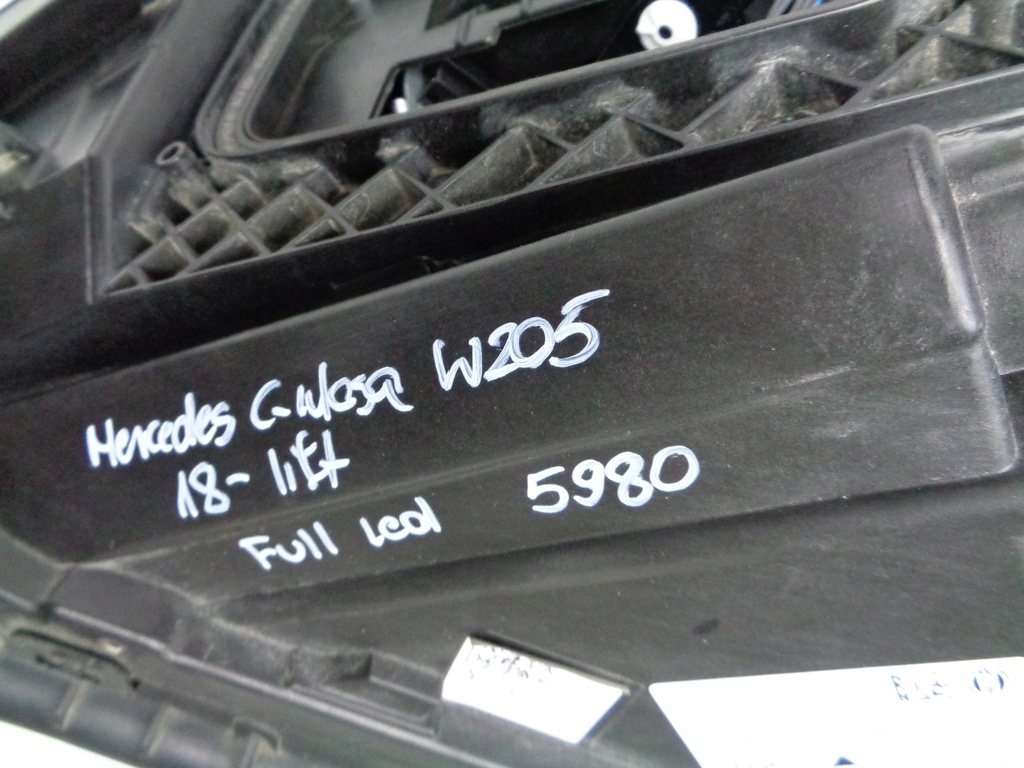 Mercedes C-klasa W205
18- lift
Full led 5980